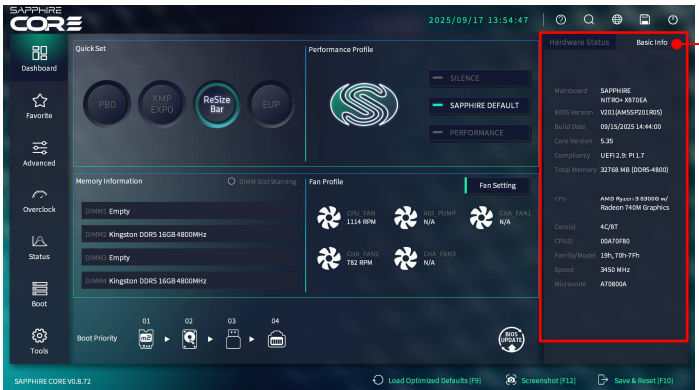 SAPPHIRE
CORE
2025/09/17 13:54:47
Dashboard
Favorite
Advanced
Overclock
Status
Boot
Tools
Quick Set
PBO
XMP
EXPO
ReSize
Bar
EUP
Performance Profile
SILENCE
SAPPHIRE DEFAULT
PERFORMANCE
Memory Information
DIMM Slot Warning
DIMM1 Empty
DIMM2 Kingston DDR5 16GB 4800MHz
DIMM3 Empty
DIMM4 Kingston DDR5 16GB 4800MHz
Fan Profile
Fan Setting
CPU_FAN
1114 RPM
AIO_PUMP
N/A
CHA_FAN1
N/A
CHA_FAN2
782 RPM
CHA_FAN3
N/A
Boot Priority
01
02
03
04
BIOS
UPDATE
Hardware Status
Basic Info
Mainboard SAPPHIRE
NITRO+ X870EA
BIOS Version V201(AM5SP201R05)
Build Date 09/15/2025 14:44:00
Core Version 5.35
Compliancy UEFI 2.9; PI 1.7
Total Memory 32768 MB (DDR5-4800)
CPU AMD Ryzen 3 8300G w/
Radeon 740M Graphics
Core(s) 4C/8T
CPUID 00A70F80
Family/Model 19h, 70h-7Fh
Speed 3450 MHz
Microcode A70800A
SAPPHIRE CORE V0.8.72
Load Optimized Defaults [F9]
Screenshot [F12]
Save & Reset [F10]